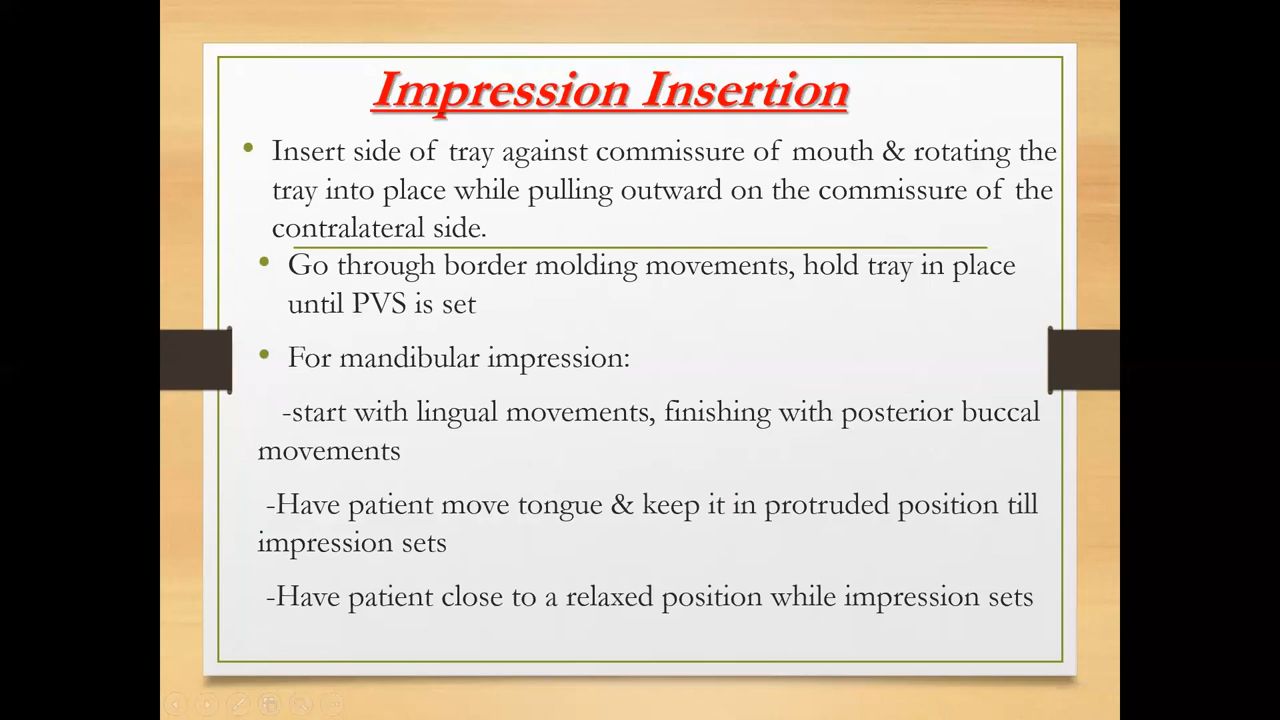 Impression Insertion
• Insert side of tray against commissure of mouth & rotating the
tray into place while pulling outward on the commissure of the
contralateral side.
• Go through border molding movements, hold tray in place
until PVS is set
• For mandibular impression:
-start with lingual movements, finishing with posterior buccal
movements
-Have patient move tongue & keep it in protruded position till
impression sets
-Have patient close to a relaxed position while impression sets